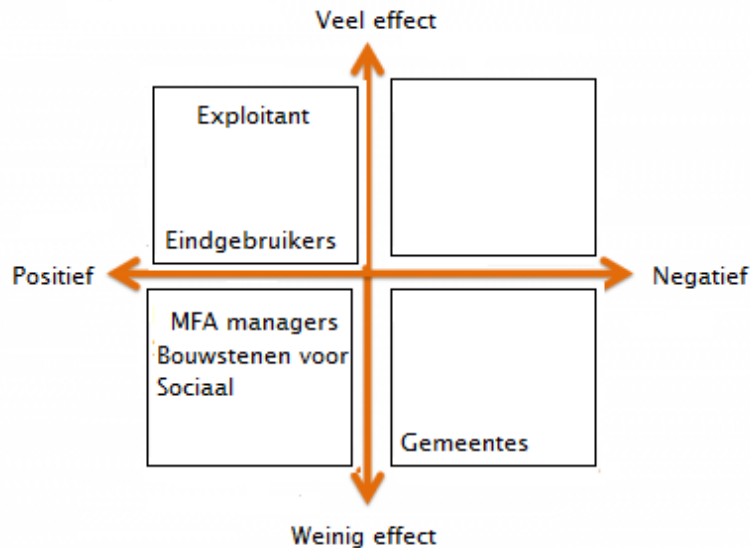 Veel effect
Exploitant
Eindgebruikers
Positief
Negatief
MFA managers
Bouwstenen voor
Sociaal
Gemeentes
Weinig effect